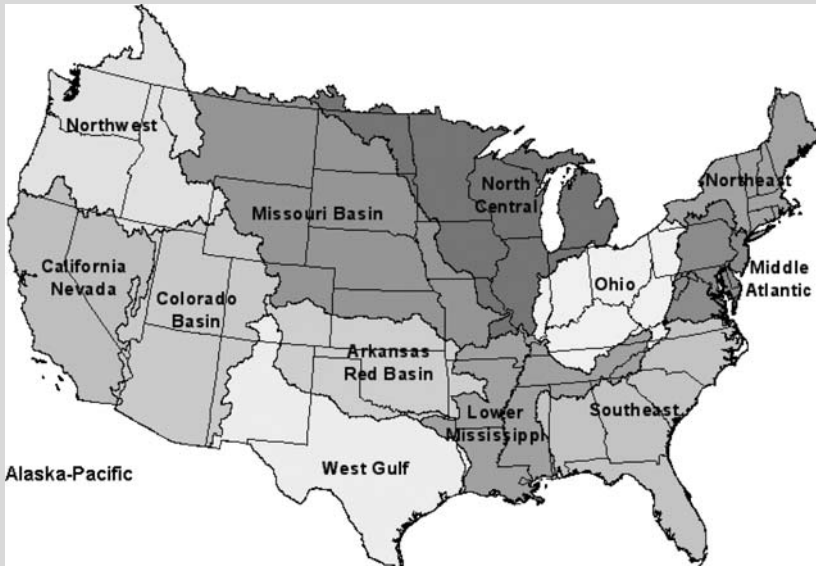 Northwest
North
Central
Northeast
Missouri Basin
California
Nevada
Colorado
Basin
Ohio
Middle
Atlantic
Arkansas
Red Basin
Lower
Mississippi
Southeast
West Gulf
Alaska-Pacific